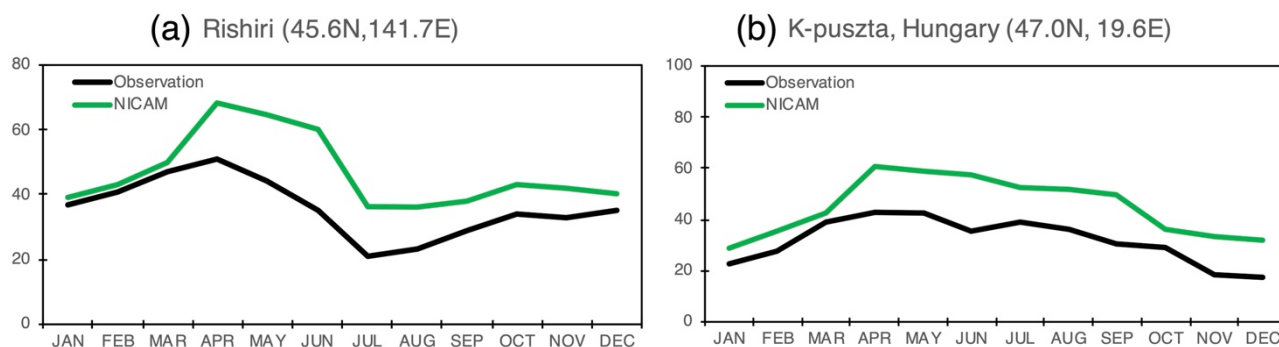 (a) Rishiri (45.6N,141.7E)
80
60
40
20
0
Observation
NICAM
JAN FEB MAR APR MAY JUN JUL AUG SEP OCT NOV DEC
(b) K-puszta, Hungary (47.0N, 19.6E)
100
80
60
40
20
0
Observation
NICAM
JAN FEB MAR APR MAY JUN JUL AUG SEP OCT NOV DEC